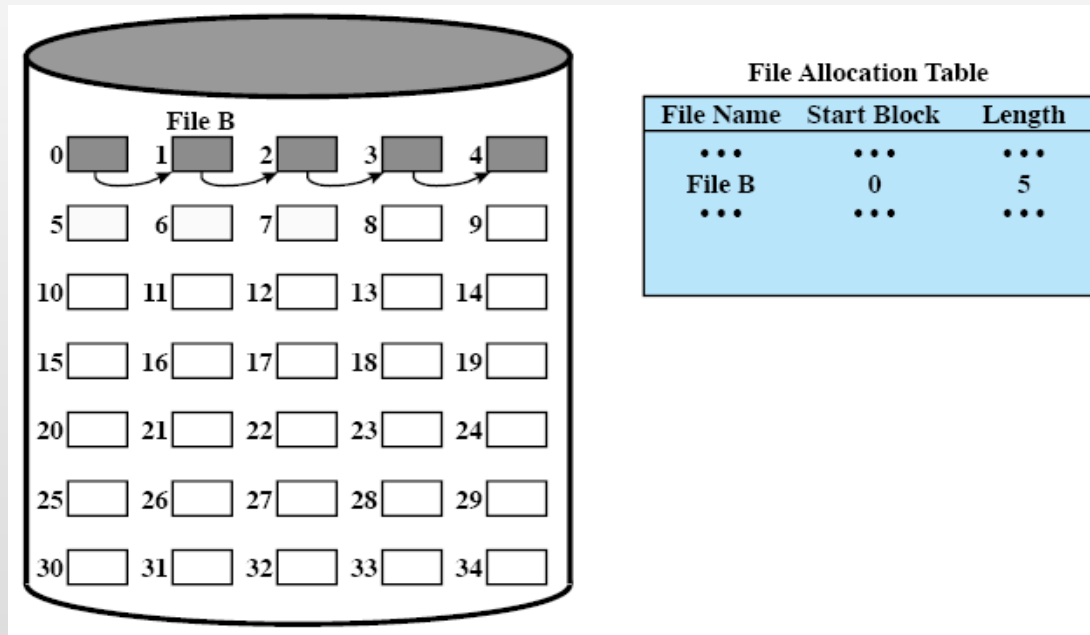 File B
0 1 2 3 4
5 6 7 8 9
10 11 12 13 14
15 16 17 18 19
20 21 22 23 24
25 26 27 28 29
30 31 32 33 34
File Allocation Table
File Name Start Block Length
••• ••• •••
File B 0 5
••• ••• •••